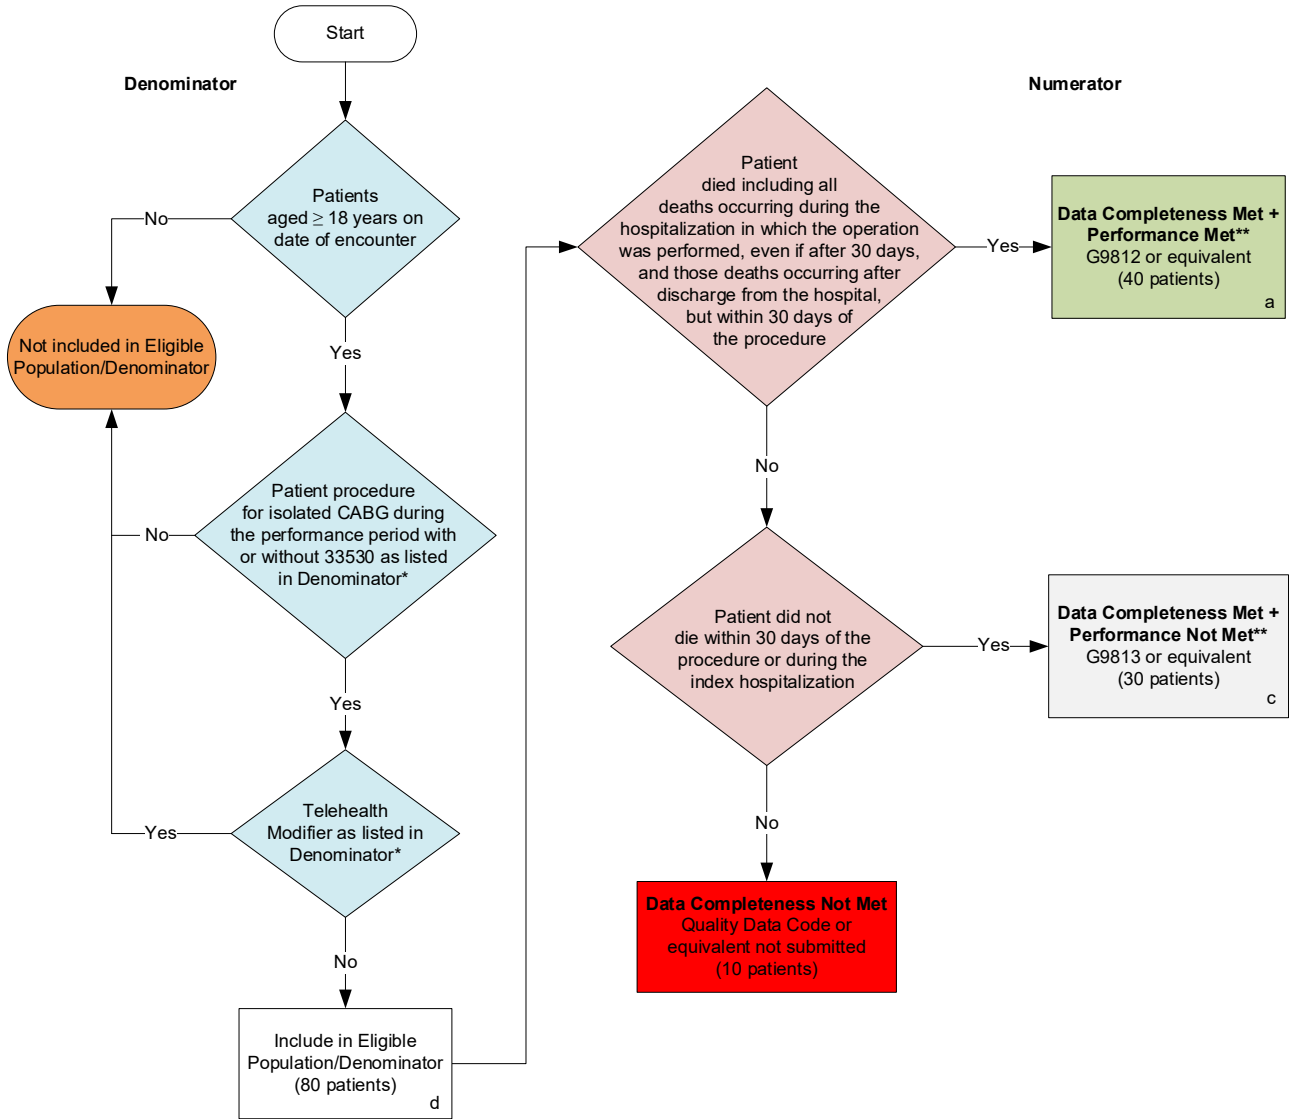 Start
Denominator
Patients
aged ≥ 18 years on
date of encounter
No
Not included in Eligible
Population/Denominator
Yes
Patient procedure
for isolated CABG during
the performance period with
or without 33530 as listed
in Denominator*
No
Yes
Telehealth
Modifier as listed in
Denominator*
Yes
No
Include in Eligible
Population/Denominator
(80 patients)
d
Numerator
Patient
died including all
deaths occurring during the
hospitalization in which the operation
was performed, even if after 30 days,
and those deaths occurring after
discharge from the hospital,
but within 30 days of
the procedure
Yes
Data Completeness Met +
Performance Met**
G9812 or equivalent
(40 patients)
a
No
Patient did not
die within 30 days of the
procedure or during the
index hospitalization
Yes
Data Completeness Met +
Performance Not Met**
G9813 or equivalent
(30 patients)
c
No
Data Completeness Not Met
Quality Data Code or
equivalent not submitted
(10 patients)